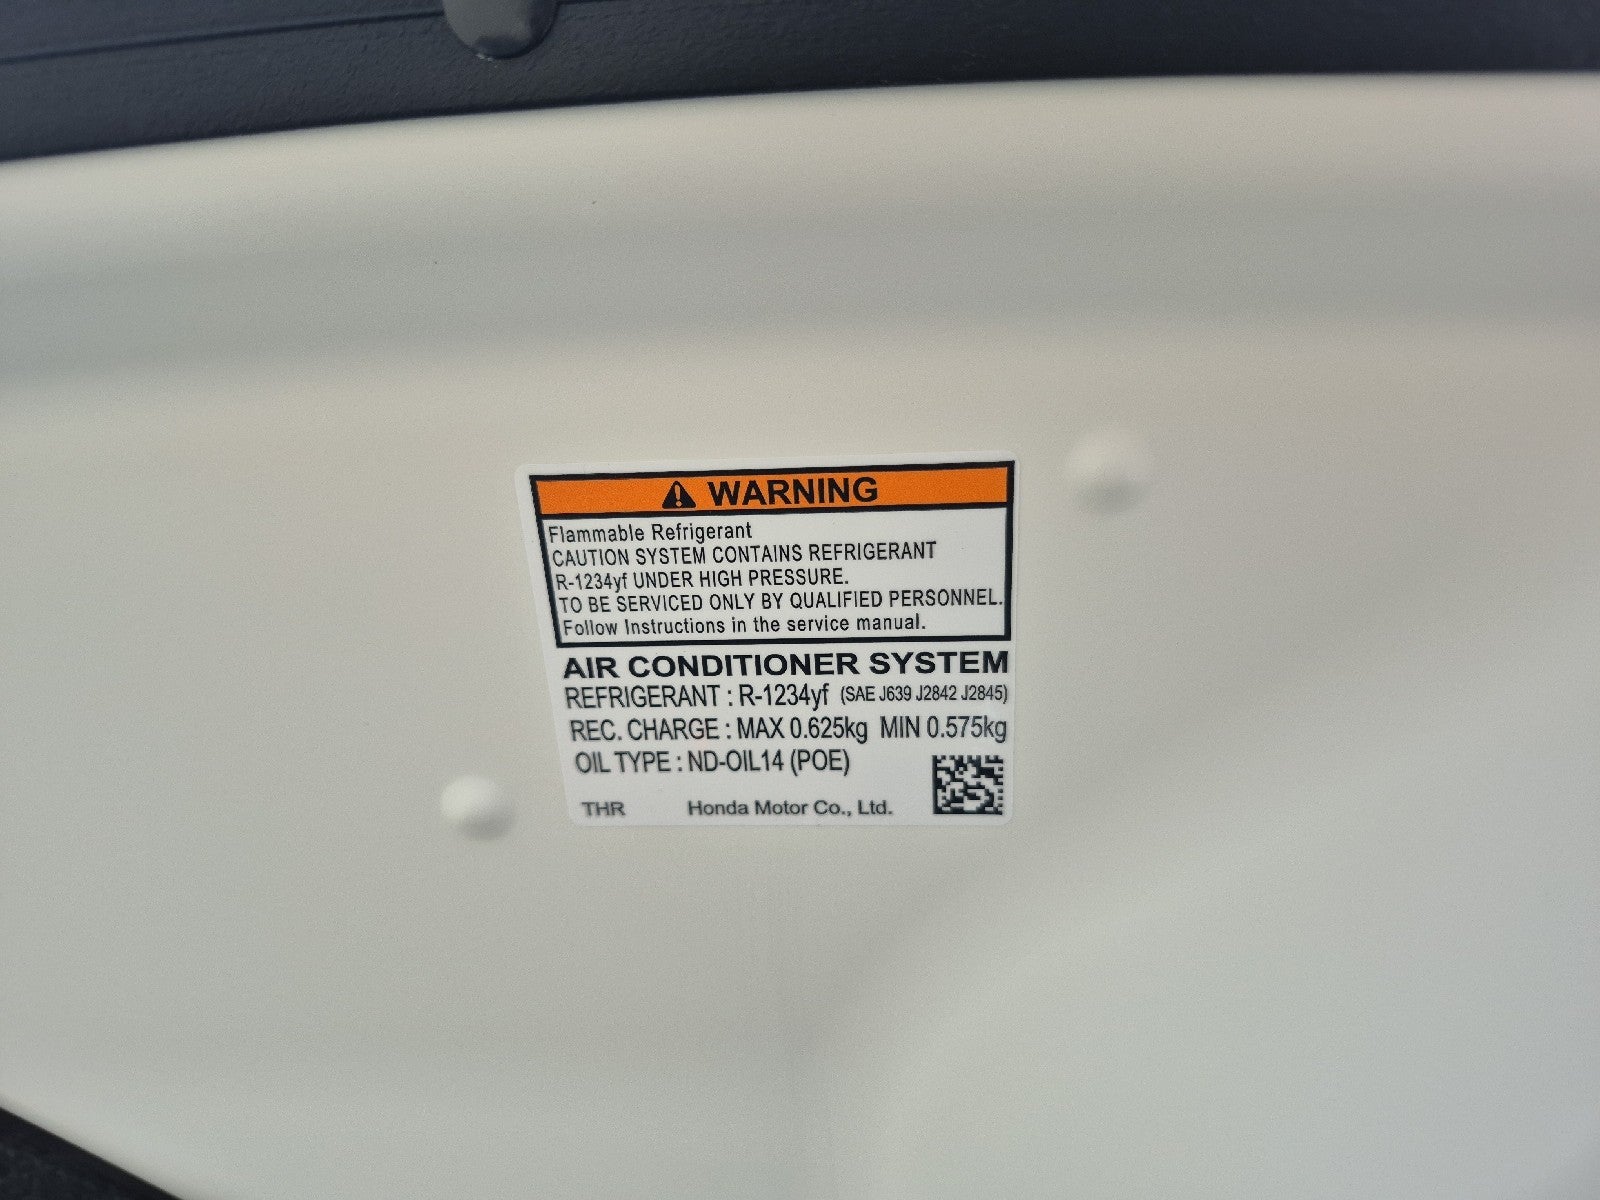 WARNING
Flammable Refrigerant
CAUTION SYSTEM CONTAINS REFRIGERANT
R-1234yf UNDER HIGH PRESSURE.
TO BE SERVICED ONLY BY QUALIFIED PERSONNEL.
Follow Instructions in the service manual.
AIR CONDITIONER SYSTEM
REFRIGERANT : R-1234yf (SAE J639 J2842 J2845)
REC. CHARGE : MAX 0.625kg MIN 0.575kg
OIL TYPE : ND-OIL14 (POE)
THR Honda Motor Co., Ltd.